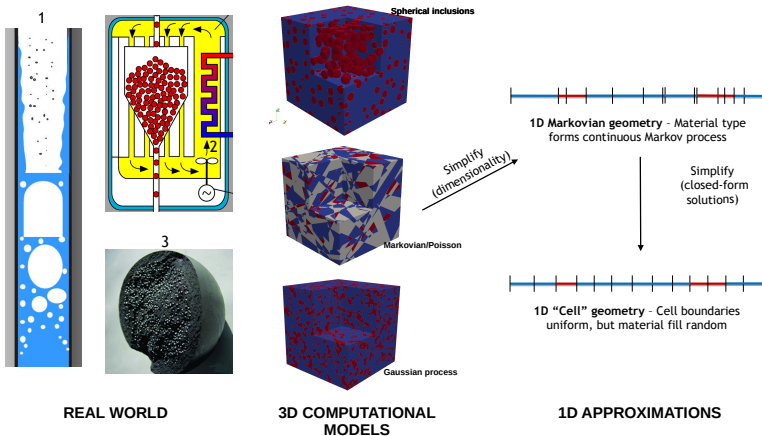 1
2
3
REAL WORLD
Spherical inclusions
Markovian/Poisson
Gaussian process
3D COMPUTATIONAL
MODELS
Simplify
(dimensionality)
1D Markovian geometry – Material type
forms continuous Markov process
Simplify
(closed-form
solutions)
1D “Cell” geometry – Cell boundaries
uniform, but material fill random
1D APPROXIMATIONS